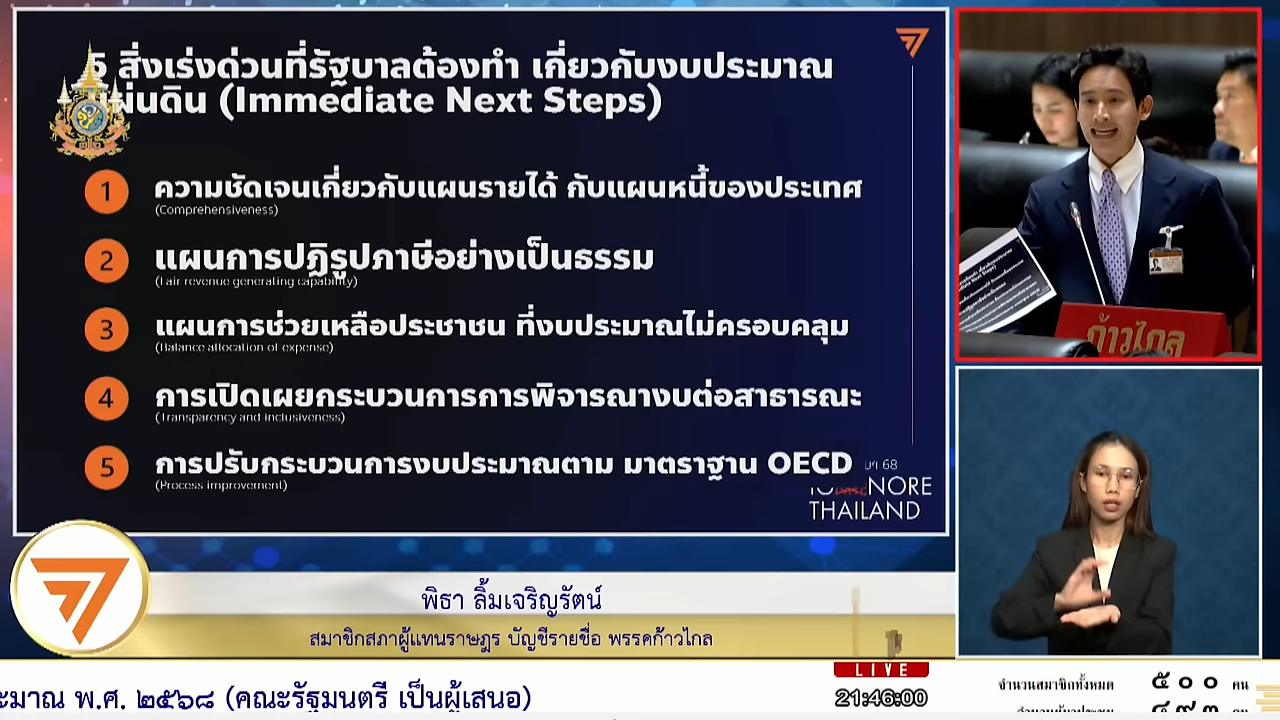 5 สิ่งเร่งด่วนที่รัฐบาลต้องทำ เกี่ยวกับงบประมาณ
แผ่นดิน (Immediate Next Steps)
1 ความชัดเจนเกี่ยวกับแผนรายได้ กับแผนหนี้ของประเทศ
(Comprehensiveness)
2 แผนการปฏิรูปภาษีอย่างเป็นธรรม
(Fair revenue generating capability)
3 แผนการช่วยเหลือประชาชน ที่งบประมาณไม่ครอบคลุม
(Balance allocation of expense)
4 การเปิดเผยกระบวนการการพิจารณางบต่อสาธารณะ
(Transparency and inclusiveness)
5 การปรับกระบวนการงบประมาณตาม มาตราฐาน OECD
(Process improvement)
68
NORE
THAILAND
ก้าวไกล
พิธา ลิ้มเจริญรัตน์
สมาชิกสภาผู้แทนราษฎร บัญชีรายชื่อ พรรคก้าวไกล
LIVE
21:46:00
ะมาณ พ.ศ. ๒๕๖๘ (คณะรัฐมนตรี เป็นผู้เสนอ)
จำนวนสมาชิกทั้งหมด ๕๐๐ คน